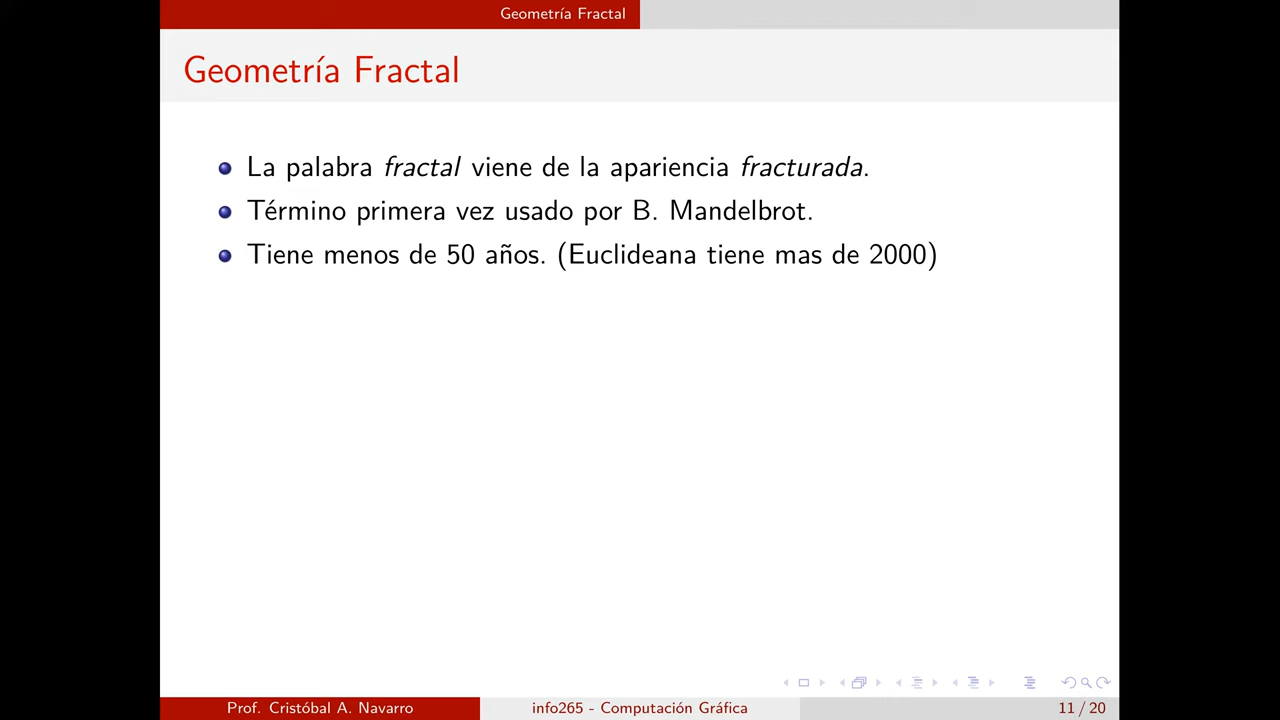 Geometría Fractal
Geometría Fractal
La palabra fractal viene de la apariencia fracturada.
Término primera vez usado por B. Mandelbrot.
Tiene menos de 50 años. (Euclideana tiene mas de 2000)
Prof. Cristóbal A. Navarro
info265 - Computación Gráfica
11 / 20